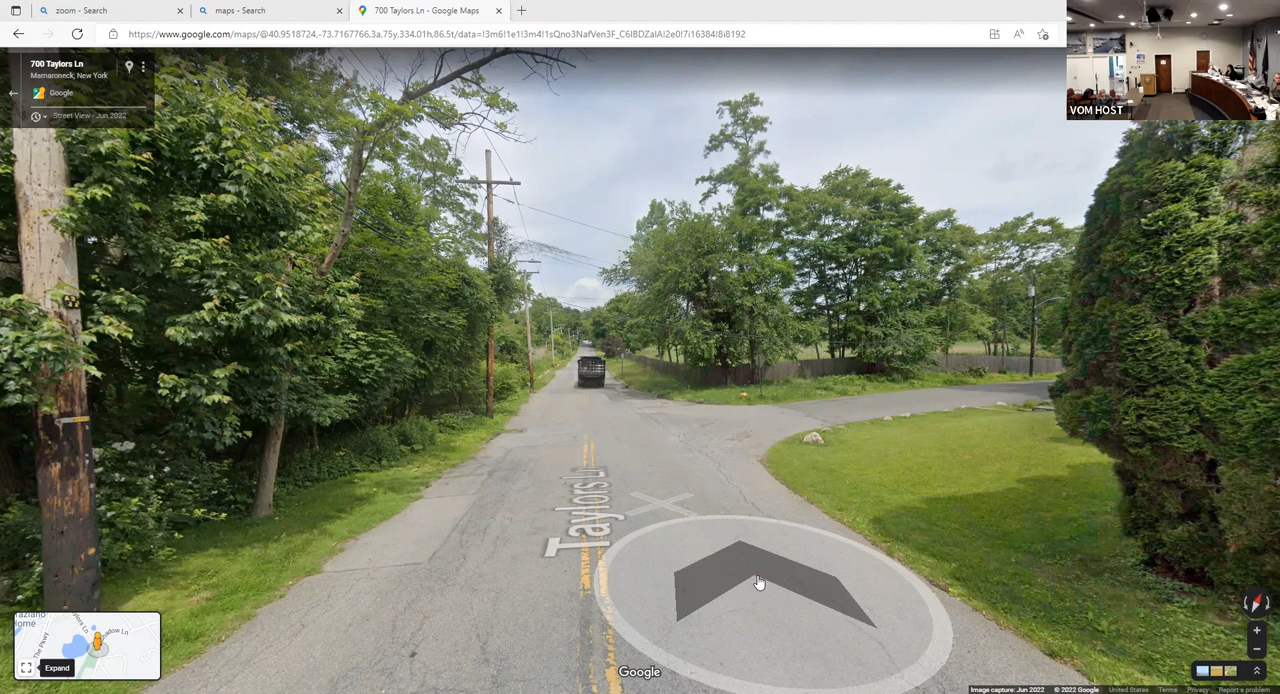 zoom - Search
maps - Search
700 Taylors Ln - Google Maps
https://www.google.com/maps/@40.9518724,-73.7167766,3a,75y,334.01h,86.5t/data=!3m6!1e1!3m4!1sQno3NafVen3F_C6IBDZaIA!2e0!7i16384!8i8192
700 Taylors Ln
Mamaroneck, New York
Google
Street View - Jun 2022
VOM HOST
Taylors Ln
Expand
Google
Image capture: Jun 2022 © 2022 Google United States Terms Privacy Report a problem